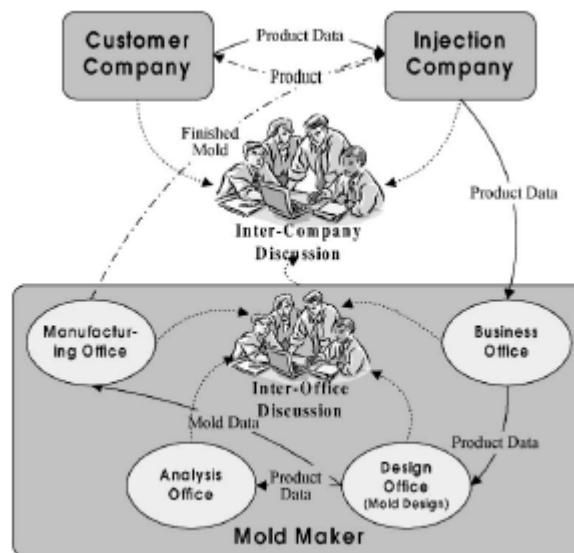 Customer
Company
Product Data
Injection
Company
Product
Finished
Mold
Product Data
Inter-Company
Discussion
Manufactur-
ing Office
Business
Office
Inter-Office
Discussion
Mold Data
Product Data
Analysis
Office
Product
Data
Design
Office
(Mold Design)
Mold Maker